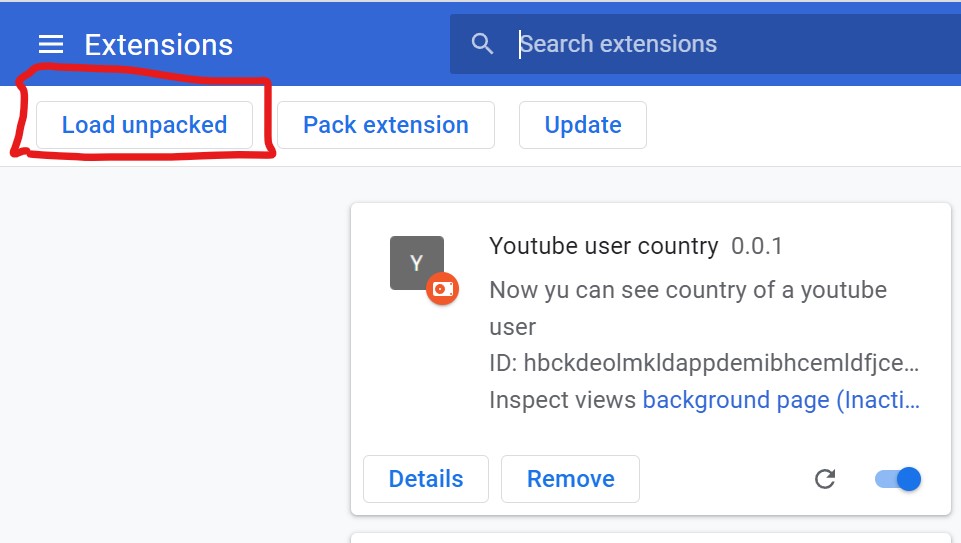 Extensions
Search extensions
Load unpacked
Pack extension
Update
Y
Youtube user country 0.0.1
Now yu can see country of a youtube
user
ID: hbckdeolmkldappdemibhcemldfjce...
Inspect views background page (Inacti...
Details
Remove